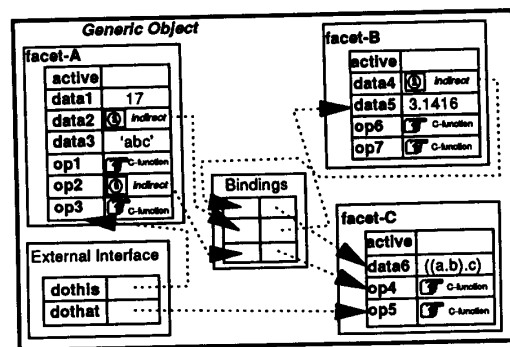 Generic Object
facet-A
active
data1 17
data2 Indirect
data3 'abc'
op1 C-function
op2 Indirect
op3 C-function
External Interface
dothis
dothat
Bindings
facet-B
active
data4 Indirect
data5 3.1416
op6 C-function
op7 C-function
facet-C
active
data6 ((a.b).c)
op4 C-function
op5 C-function